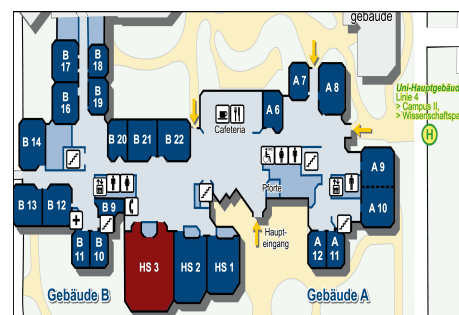 gebäude
B
17
B
18
B
16
B
19
A 7
A 8
Uni-Hauptgebäud
Linie 4
> Campus II,
> Wissenschaftspa
H
A 6
Cafeteria
B 14
B 20
B 21
B 22
A 9
Pforte
B 13
B 12
B 9
A 10
Haupt-
eingang
B
11
B
10
HS 3
HS 2
HS 1
A
12
A
11
Gebäude B
Gebäude A